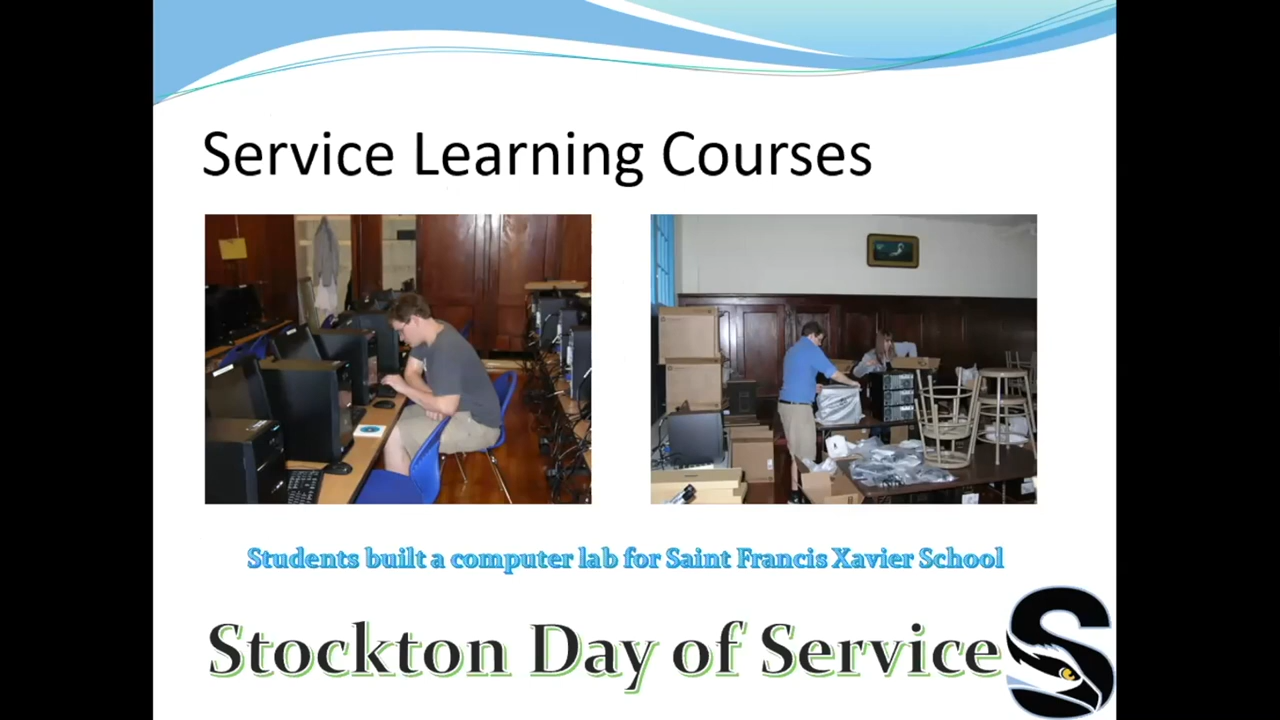 Service Learning Courses
Students built a computer lab for Saint Francis Xavier School
Stockton Day of Service
S